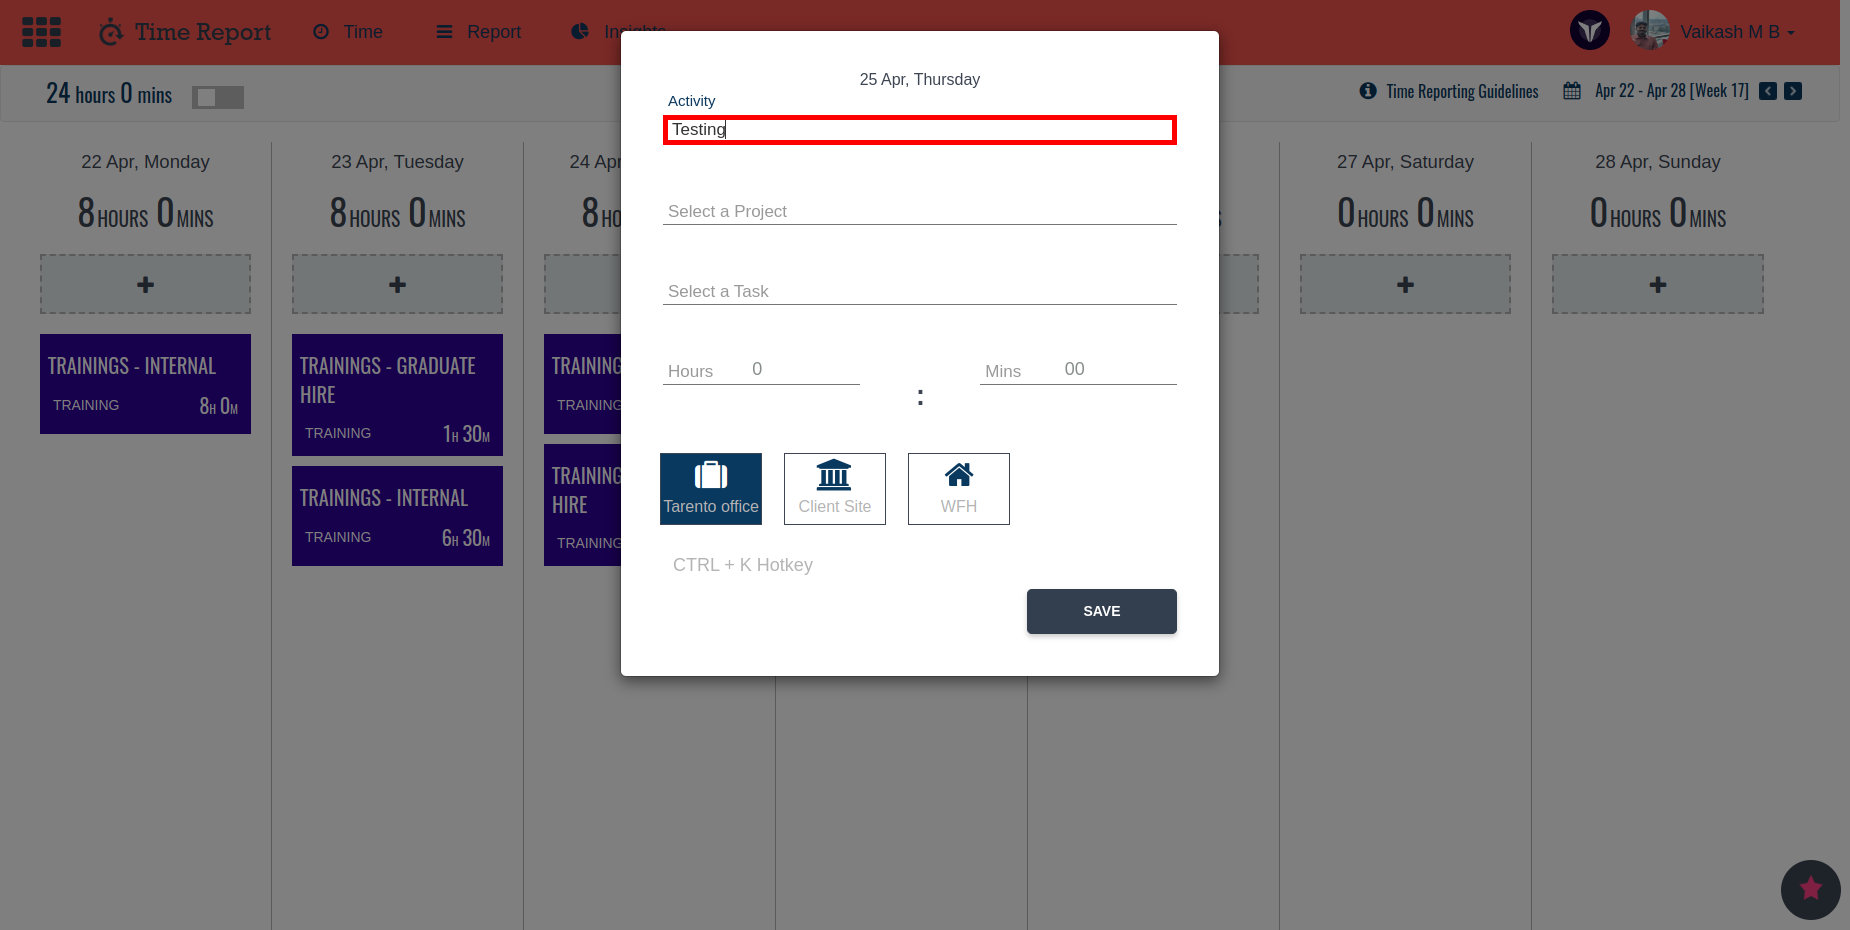 Time Report
Time
Report
Insights
Vaikash M B
24 hours 0 mins
Time Reporting Guidelines
Apr 22 - Apr 28 [Week 17]
22 Apr, Monday
8 HOURS 0 MINS
+
TRAININGS - INTERNAL
TRAINING
8H 0M
23 Apr, Tuesday
8 HOURS 0 MINS
+
TRAININGS - GRADUATE
HIRE
TRAINING
1H 30M
TRAININGS - INTERNAL
TRAINING
6H 30M
24 Apr
8 HO
TRAINING
TRAINING
TRAINING
HIRE
TRAINING
25 Apr, Thursday
Activity
Testing
Select a Project
Select a Task
Hours 0
:
Mins 00
Tarento office
Client Site
WFH
CTRL + K Hotkey
SAVE
27 Apr, Saturday
0 HOURS 0 MINS
+
28 Apr, Sunday
0 HOURS 0 MINS
+